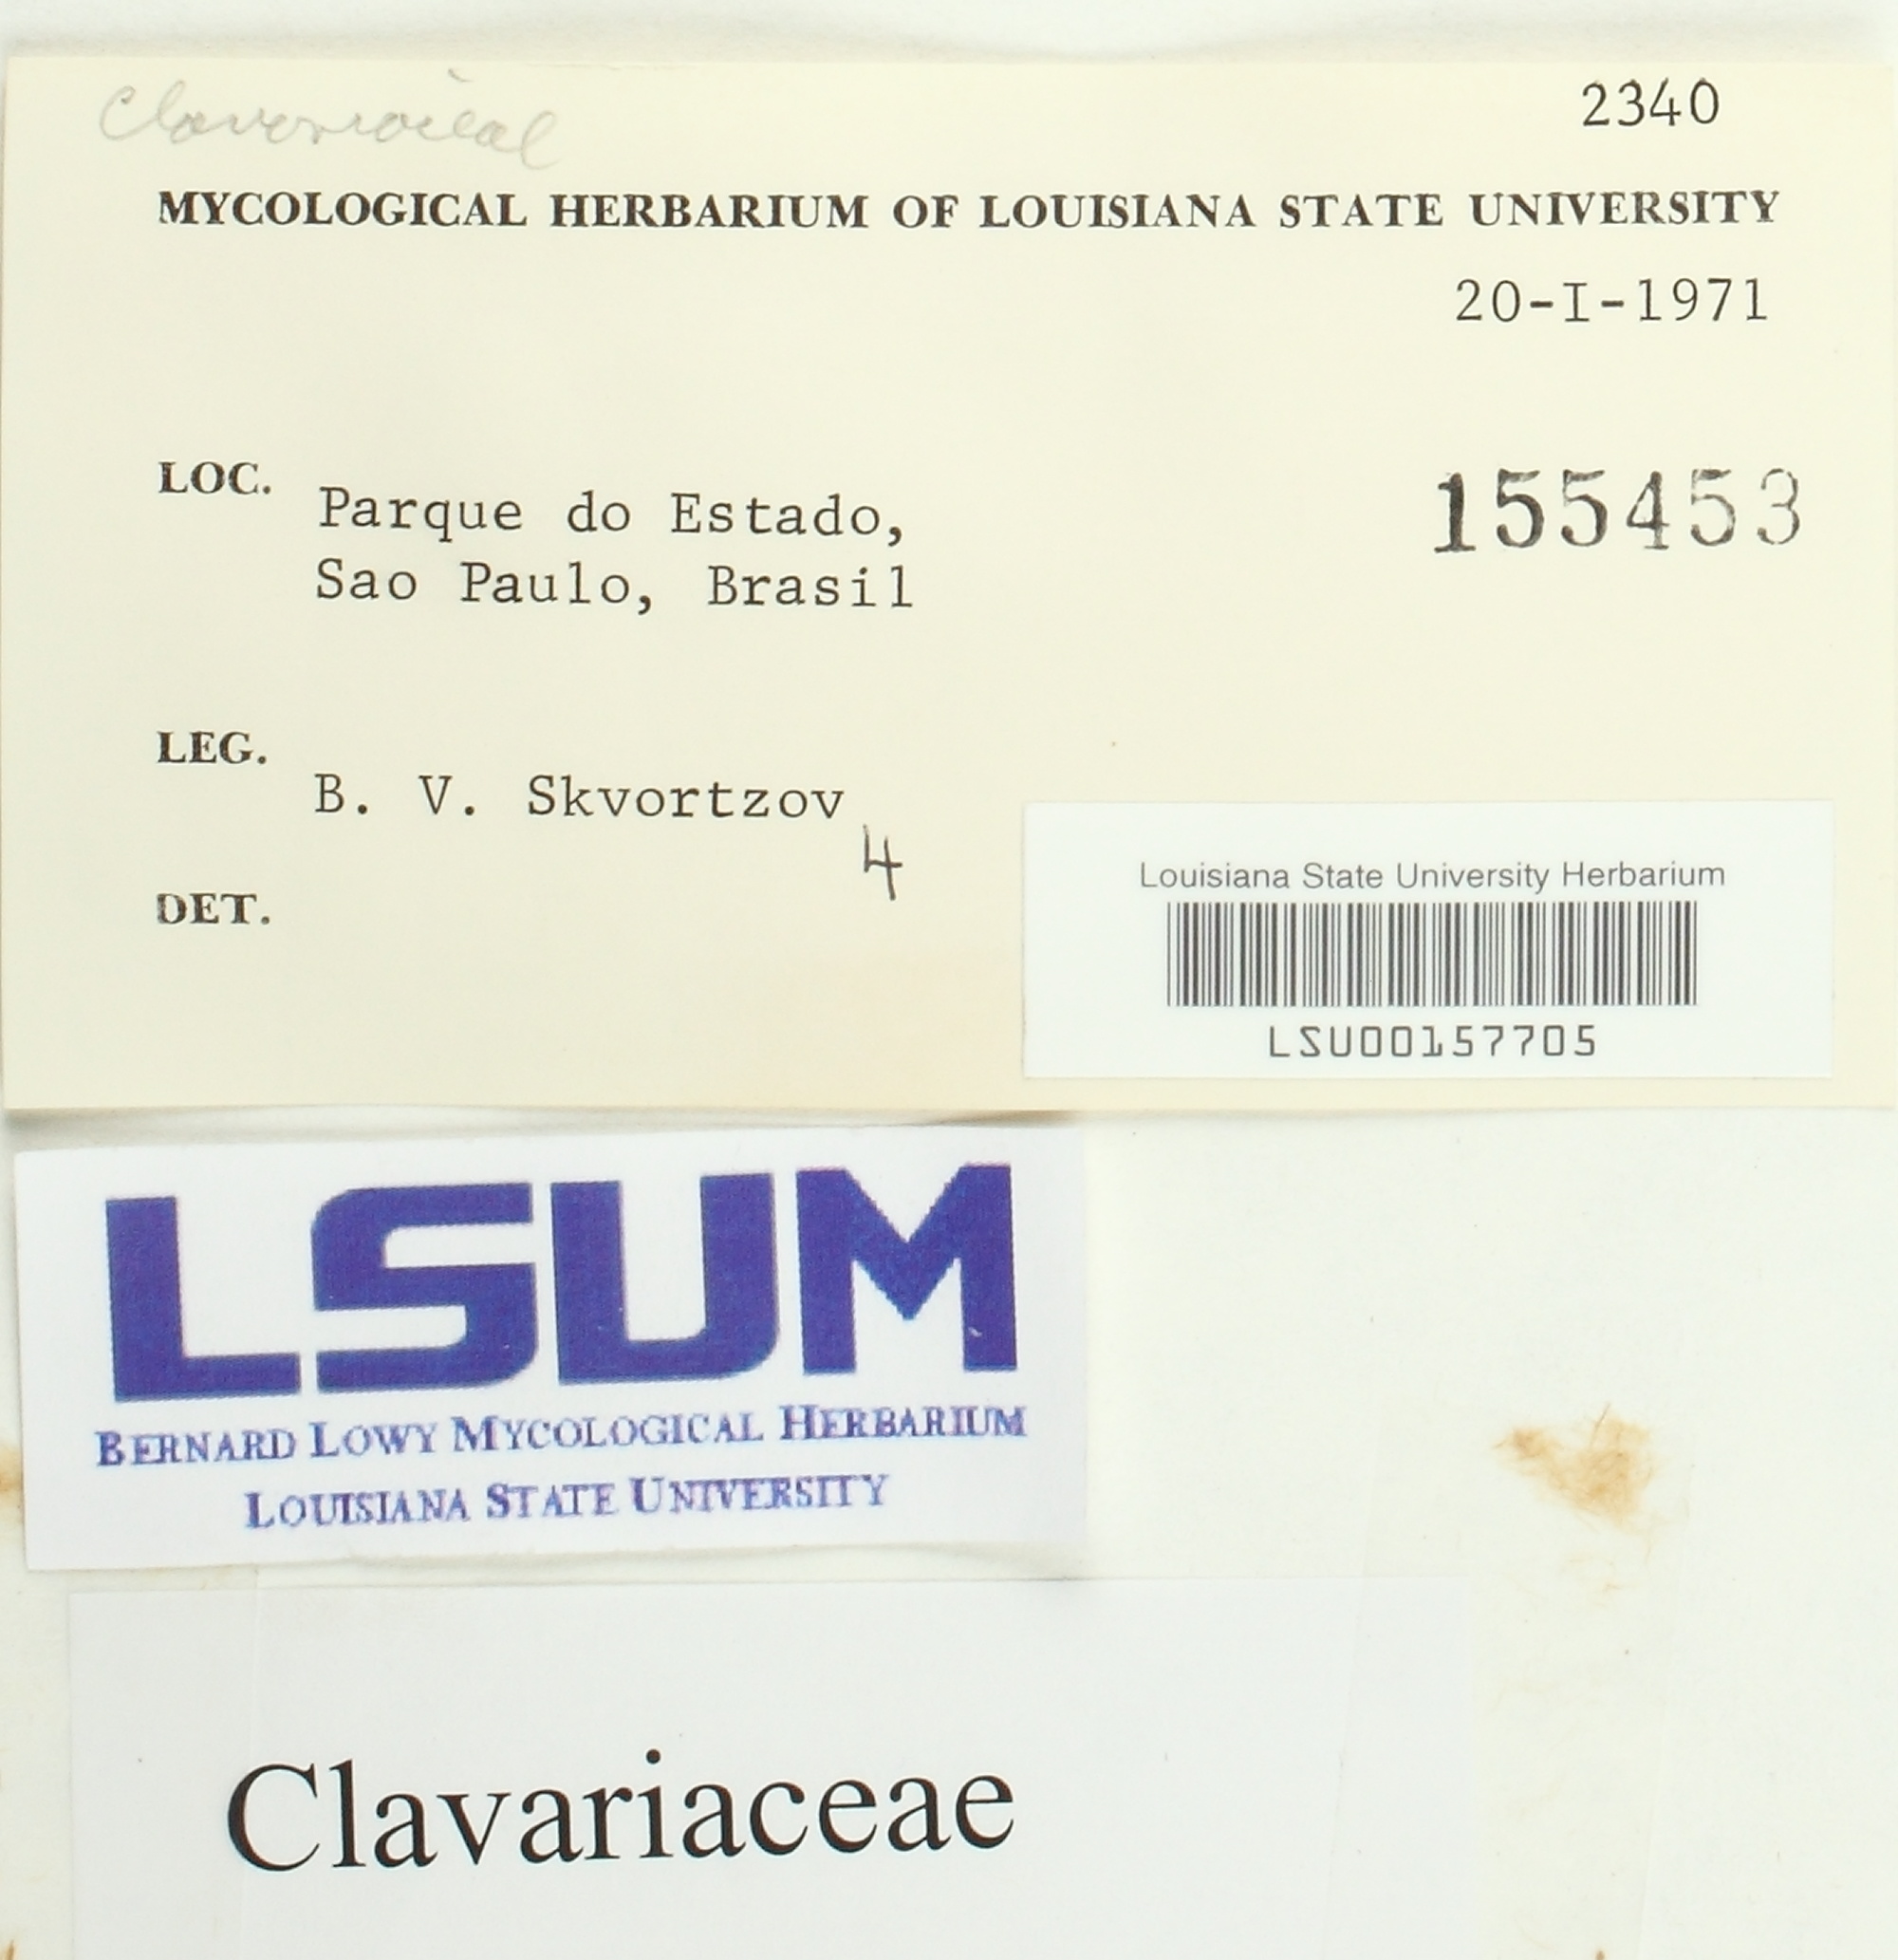 2340
MYCOLOGICAL HERBARIUM OF LOUISIANA STATE UNIVERSITY
20-I-1971
LOC. Parque do Estado,
Sao Paulo, Brasil
155453
LEG. B. V. Skvortzov
4
DET.
Louisiana State University Herbarium
LSU00157705
LSUM
BERNARD LOWY MYCOLOGICAL HERBARIUM
LOUISIANA STATE UNIVERSITY
Clavariaceae